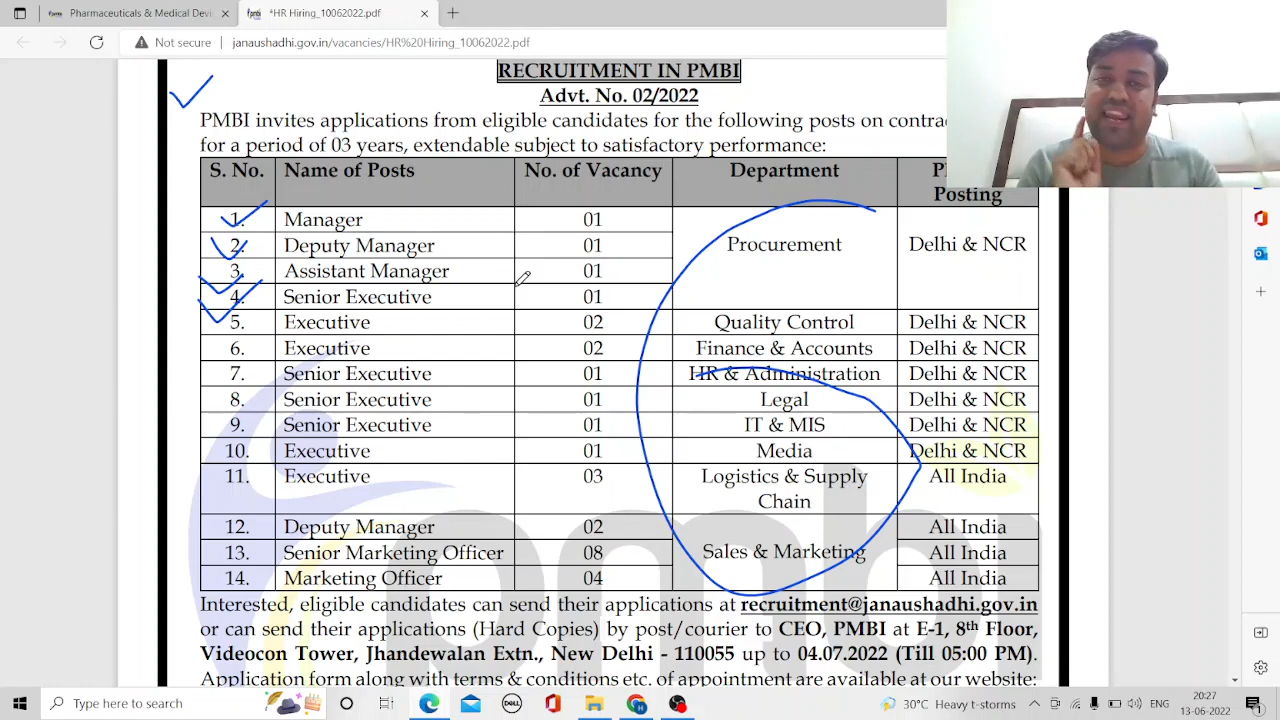 Pharmaceuticals & Medical Devi
*HR Hiring_10062022.pdf
Not secure
janaushadhi.gov.in/vacancies/HR%20Hiring_10062022.pdf
RECRUITMENT IN PMBI
Advt. No. 02/2022
PMBI invites applications from eligible candidates for the following posts on contra
for a period of 03 years, extendable subject to satisfactory performance:
S. No. Name of Posts No. of Vacancy Department Pl
Posting
1. Manager 01
2. Deputy Manager 01 Procurement Delhi & NCR
3. Assistant Manager 01
4. Senior Executive 01
5. Executive 02 Quality Control Delhi & NCR
6. Executive 02 Finance & Accounts Delhi & NCR
7. Senior Executive 01 HR & Administration Delhi & NCR
8. Senior Executive 01 Legal Delhi & NCR
9. Senior Executive 01 IT & MIS Delhi & NCR
10. Executive 01 Media Delhi & NCR
11. Executive 03 Logistics & Supply All India
Chain
12. Deputy Manager 02 All India
13. Senior Marketing Officer 08 Sales & Marketing All India
14. Marketing Officer 04 All India
Interested, eligible candidates can send their applications at recruitment@janaushadhi.gov.in
or can send their applications (Hard Copies) by post/courier to CEO, PMBI at E-1, 8th Floor,
Videocon Tower, Jhandewalan Extn., New Delhi - 110055 up to 04.07.2022 (Till 05:00 PM).
Application form along with terms & conditions etc. of appointment are available at our website:
pmbi
Type here to search
DELL
30°C Heavy t-storms
20:27
13-06-2022